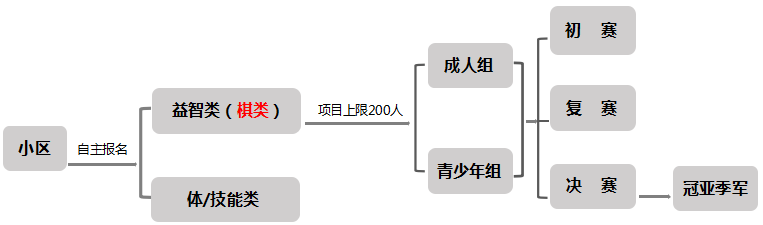 小区
自主报名
益智类（棋类）
体/技能类
项目上限200人
成人组
青少年组
初 赛
复 赛
决 赛
冠亚季军